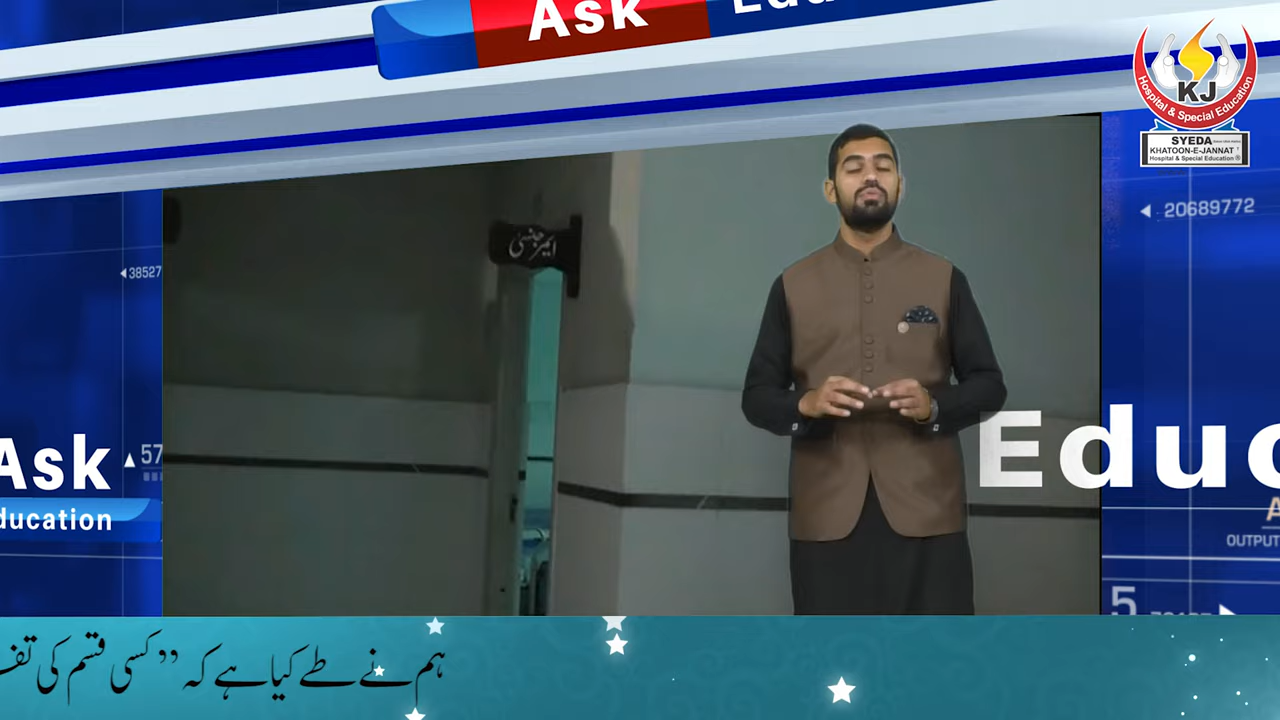 Ask
KJ
Hospital & Special Education
SYEDA
KHATOON-E-JANNAT
Hospital & Special Education ®
20689772
38527
ایمرجنسی
Educ
Ask
57
ducation
OUTPUT
5
ہم نے طے کیا ہے کہ ”کسی قسم کی